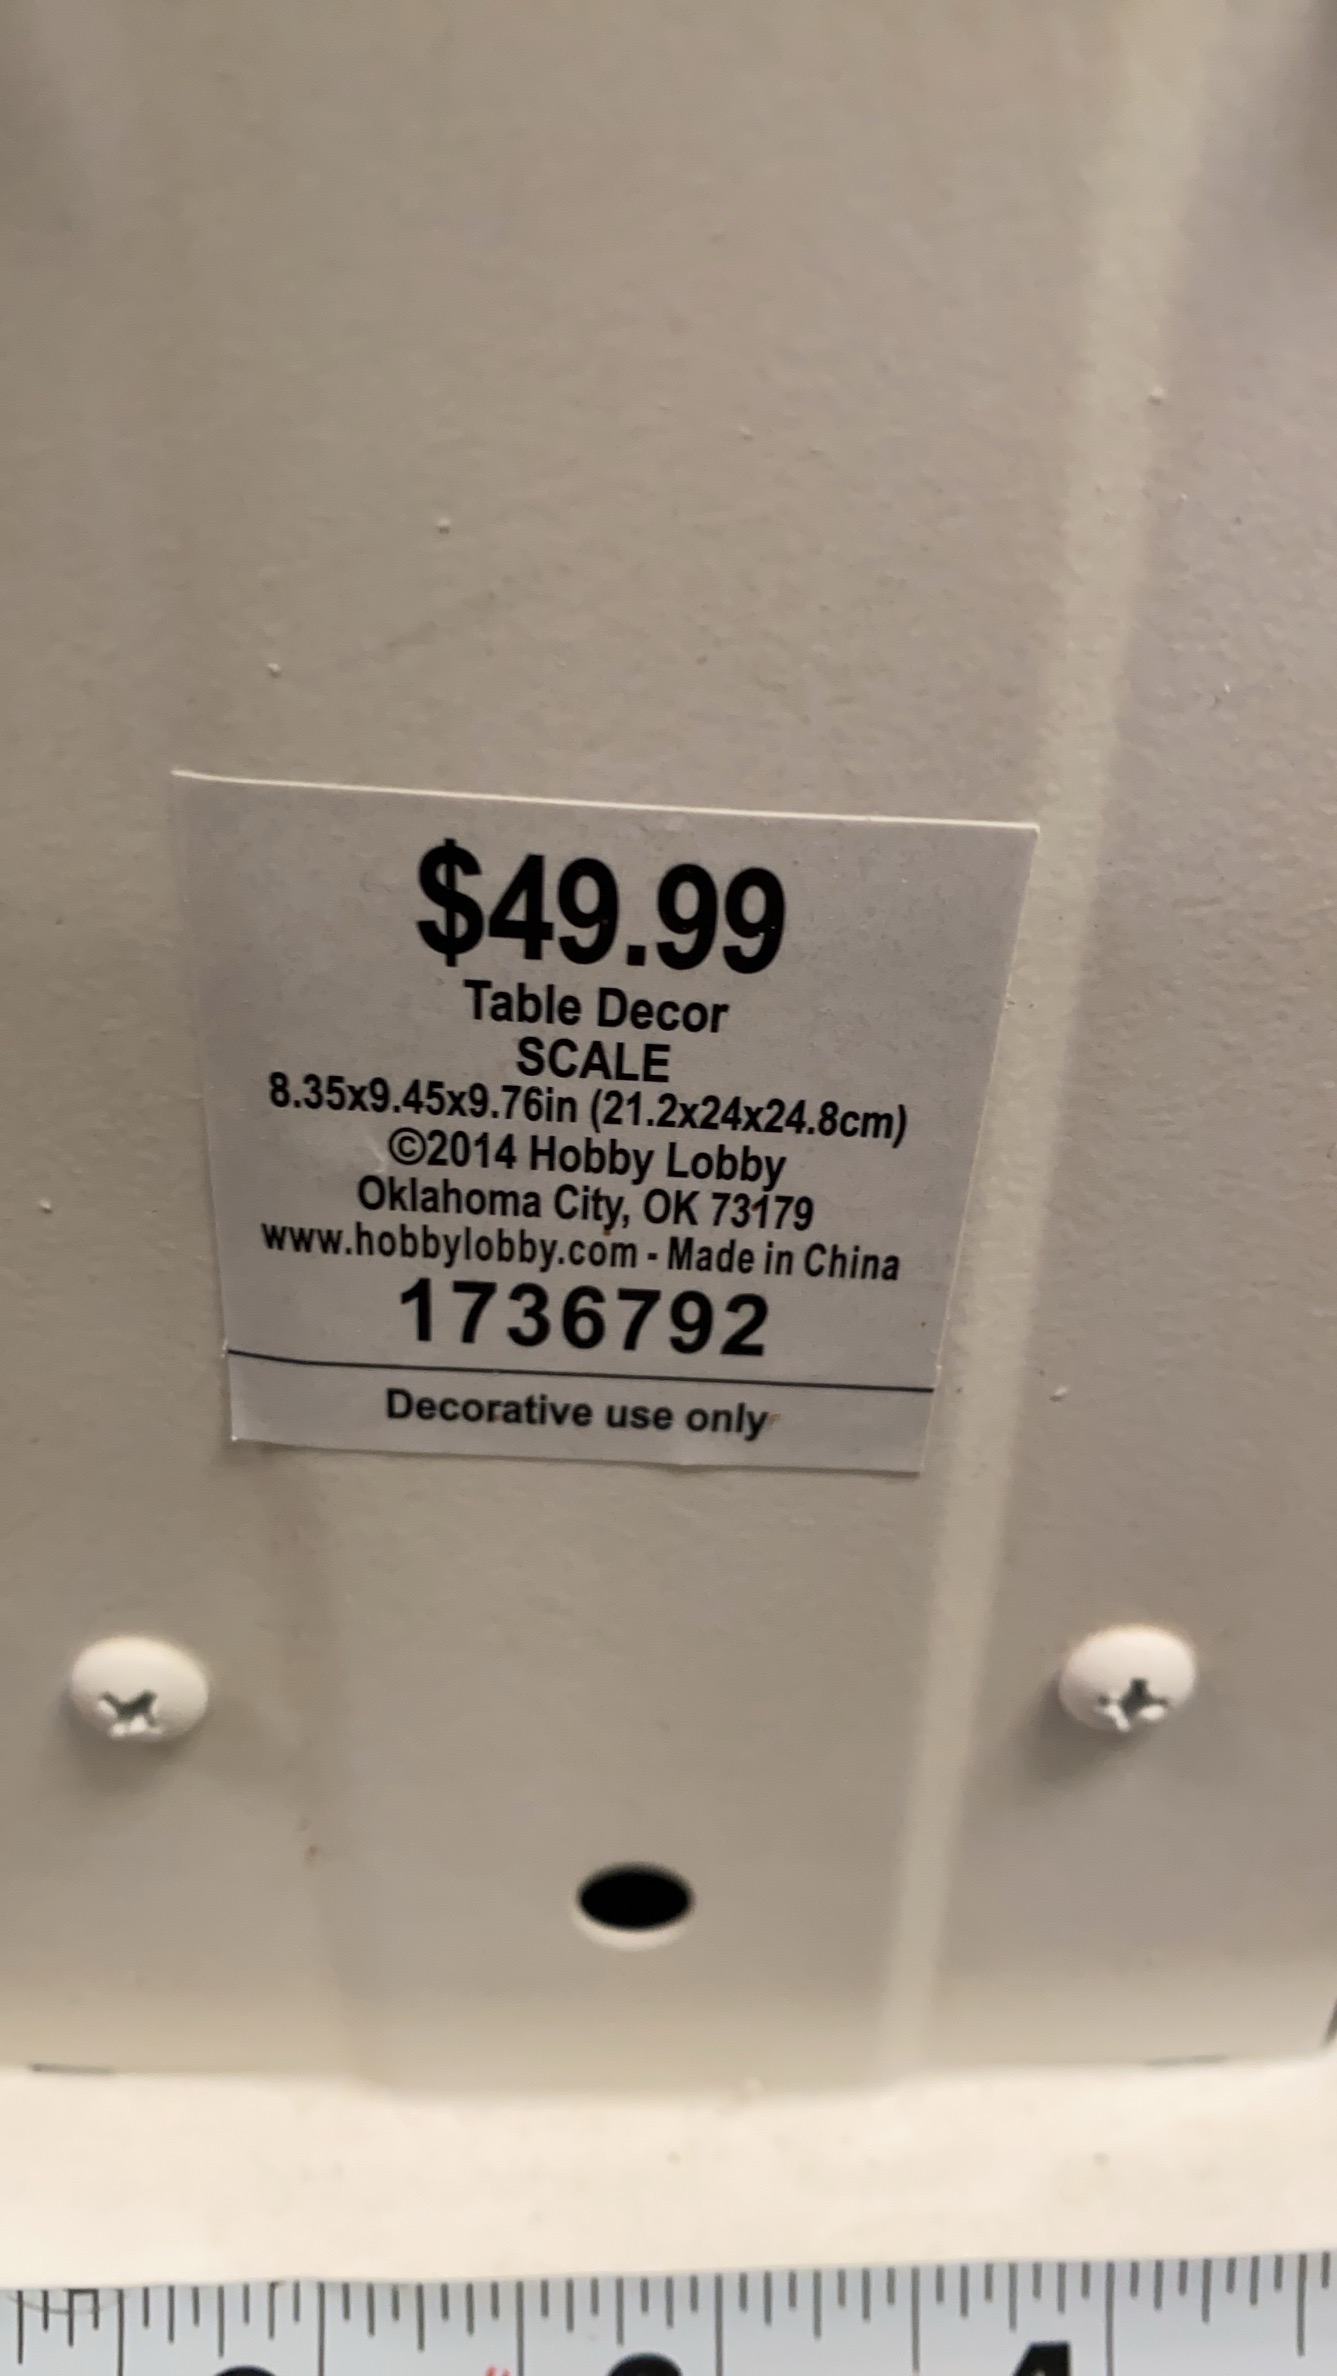 $49.99
Table Decor
SCALE
8.35x9.45x9.76in (21.2x24x24.8cm)
©2014 Hobby Lobby
Oklahoma City, OK 73179
www.hobbylobby.com - Made in China
1736792
Decorative use only
4